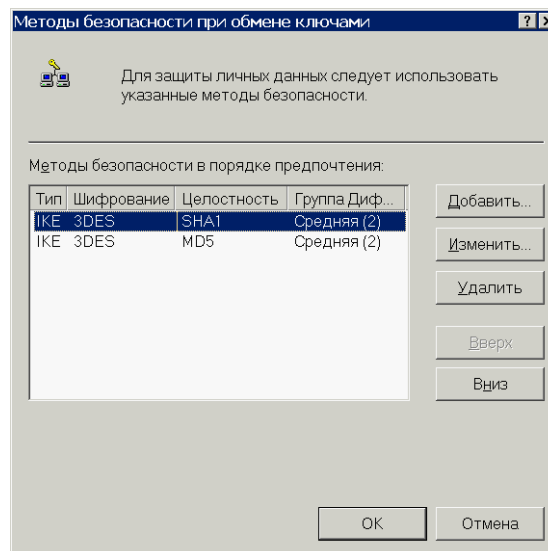 Методы безопасности при обмене ключами
Для защиты личных данных следует использовать
указанные методы безопасности.
Методы безопасности в порядке предпочтения:
Тип Шифрование Целостность Группа Диф...
IKE 3DES SHA1 Средняя (2)
IKE 3DES MD5 Средняя (2)
Добавить...
Изменить...
Удалить
Вверх
Вниз
OK Отмена